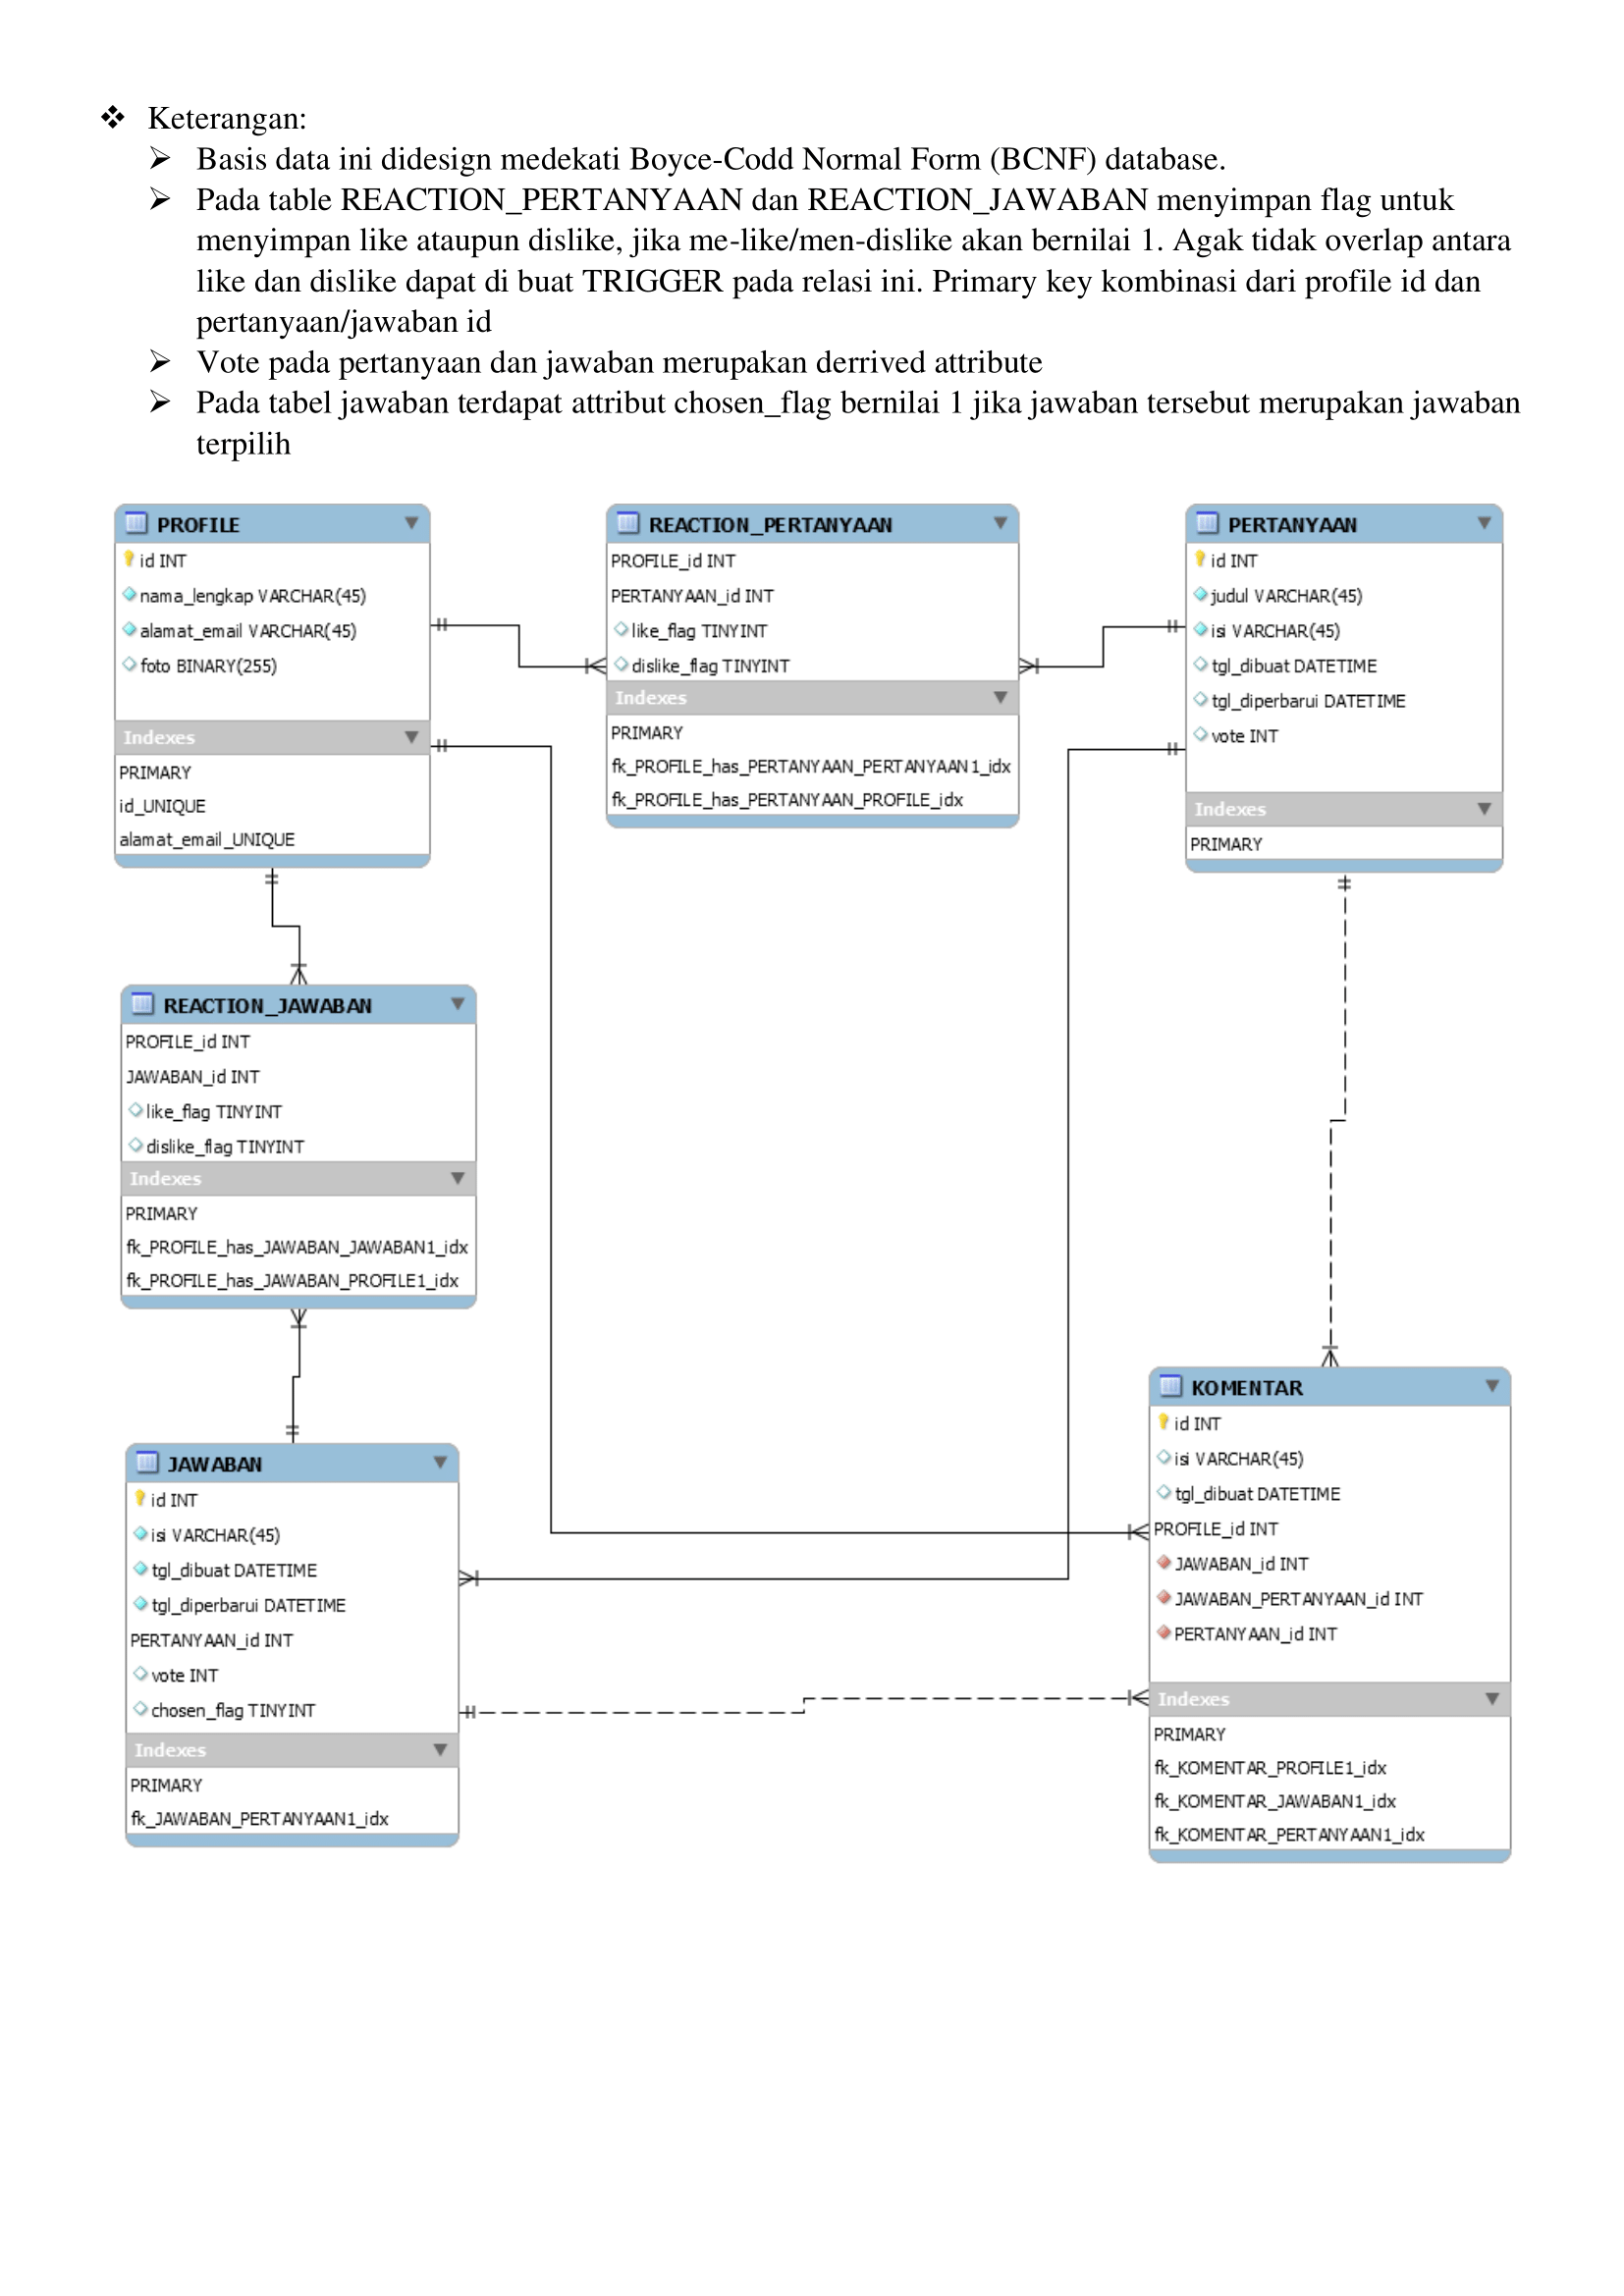 Keterangan:
Basis data ini didesign medekati Boyce-Codd Normal Form (BCNF) database.
Pada table REACTION_PERTANYAAN dan REACTION_JAWABAN menyimpan flag untuk
menyimpan like ataupun dislike, jika me-like/men-dislike akan bernilai 1. Agak tidak overlap antara
like dan dislike dapat di buat TRIGGER pada relasi ini. Primary key kombinasi dari profile id dan
pertanyaan/jawaban id
Vote pada pertanyaan dan jawaban merupakan derrived attribute
Pada tabel jawaban terdapat attribut chosen_flag bernilai 1 jika jawaban tersebut merupakan jawaban
terpilih
PROFILE
id INT
nama_lengkap VARCHAR(45)
alamat_email VARCHAR(45)
foto BINARY(255)
Indexes
PRIMARY
id_UNIQUE
alamat_email_UNIQUE
REACTION_PERTANYAAN
PROFILE_id INT
PERTANYAAN_id INT
like_flag TINYINT
dislike_flag TINYINT
Indexes
PRIMARY
fk_PROFILE_has_PERTANYAAN_PERTANYAAN1_idx
fk_PROFILE_has_PERTANYAAN_PROFILE_idx
PERTANYAAN
id INT
judul VARCHAR(45)
isi VARCHAR(45)
tgl_dibuat DATETIME
tgl_diperbarui DATETIME
vote INT
Indexes
PRIMARY
REACTION_JAWABAN
PROFILE_id INT
JAWABAN_id INT
like_flag TINYINT
dislike_flag TINYINT
Indexes
PRIMARY
fk_PROFILE_has_JAWABAN_JAWABAN1_idx
fk_PROFILE_has_JAWABAN_PROFILE1_idx
JAWABAN
id INT
isi VARCHAR(45)
tgl_dibuat DATETIME
tgl_diperbarui DATETIME
PERTANYAAN_id INT
vote INT
chosen_flag TINYINT
Indexes
PRIMARY
fk_JAWABAN_PERTANYAAN1_idx
KOMENTAR
id INT
isi VARCHAR(45)
tgl_dibuat DATETIME
PROFILE_id INT
JAWABAN_id INT
JAWABAN_PERTANYAAN_id INT
PERTANYAAN_id INT
Indexes
PRIMARY
fk_KOMENTAR_PROFILE1_idx
fk_KOMENTAR_JAWABAN1_idx
fk_KOMENTAR_PERTANYAAN1_idx